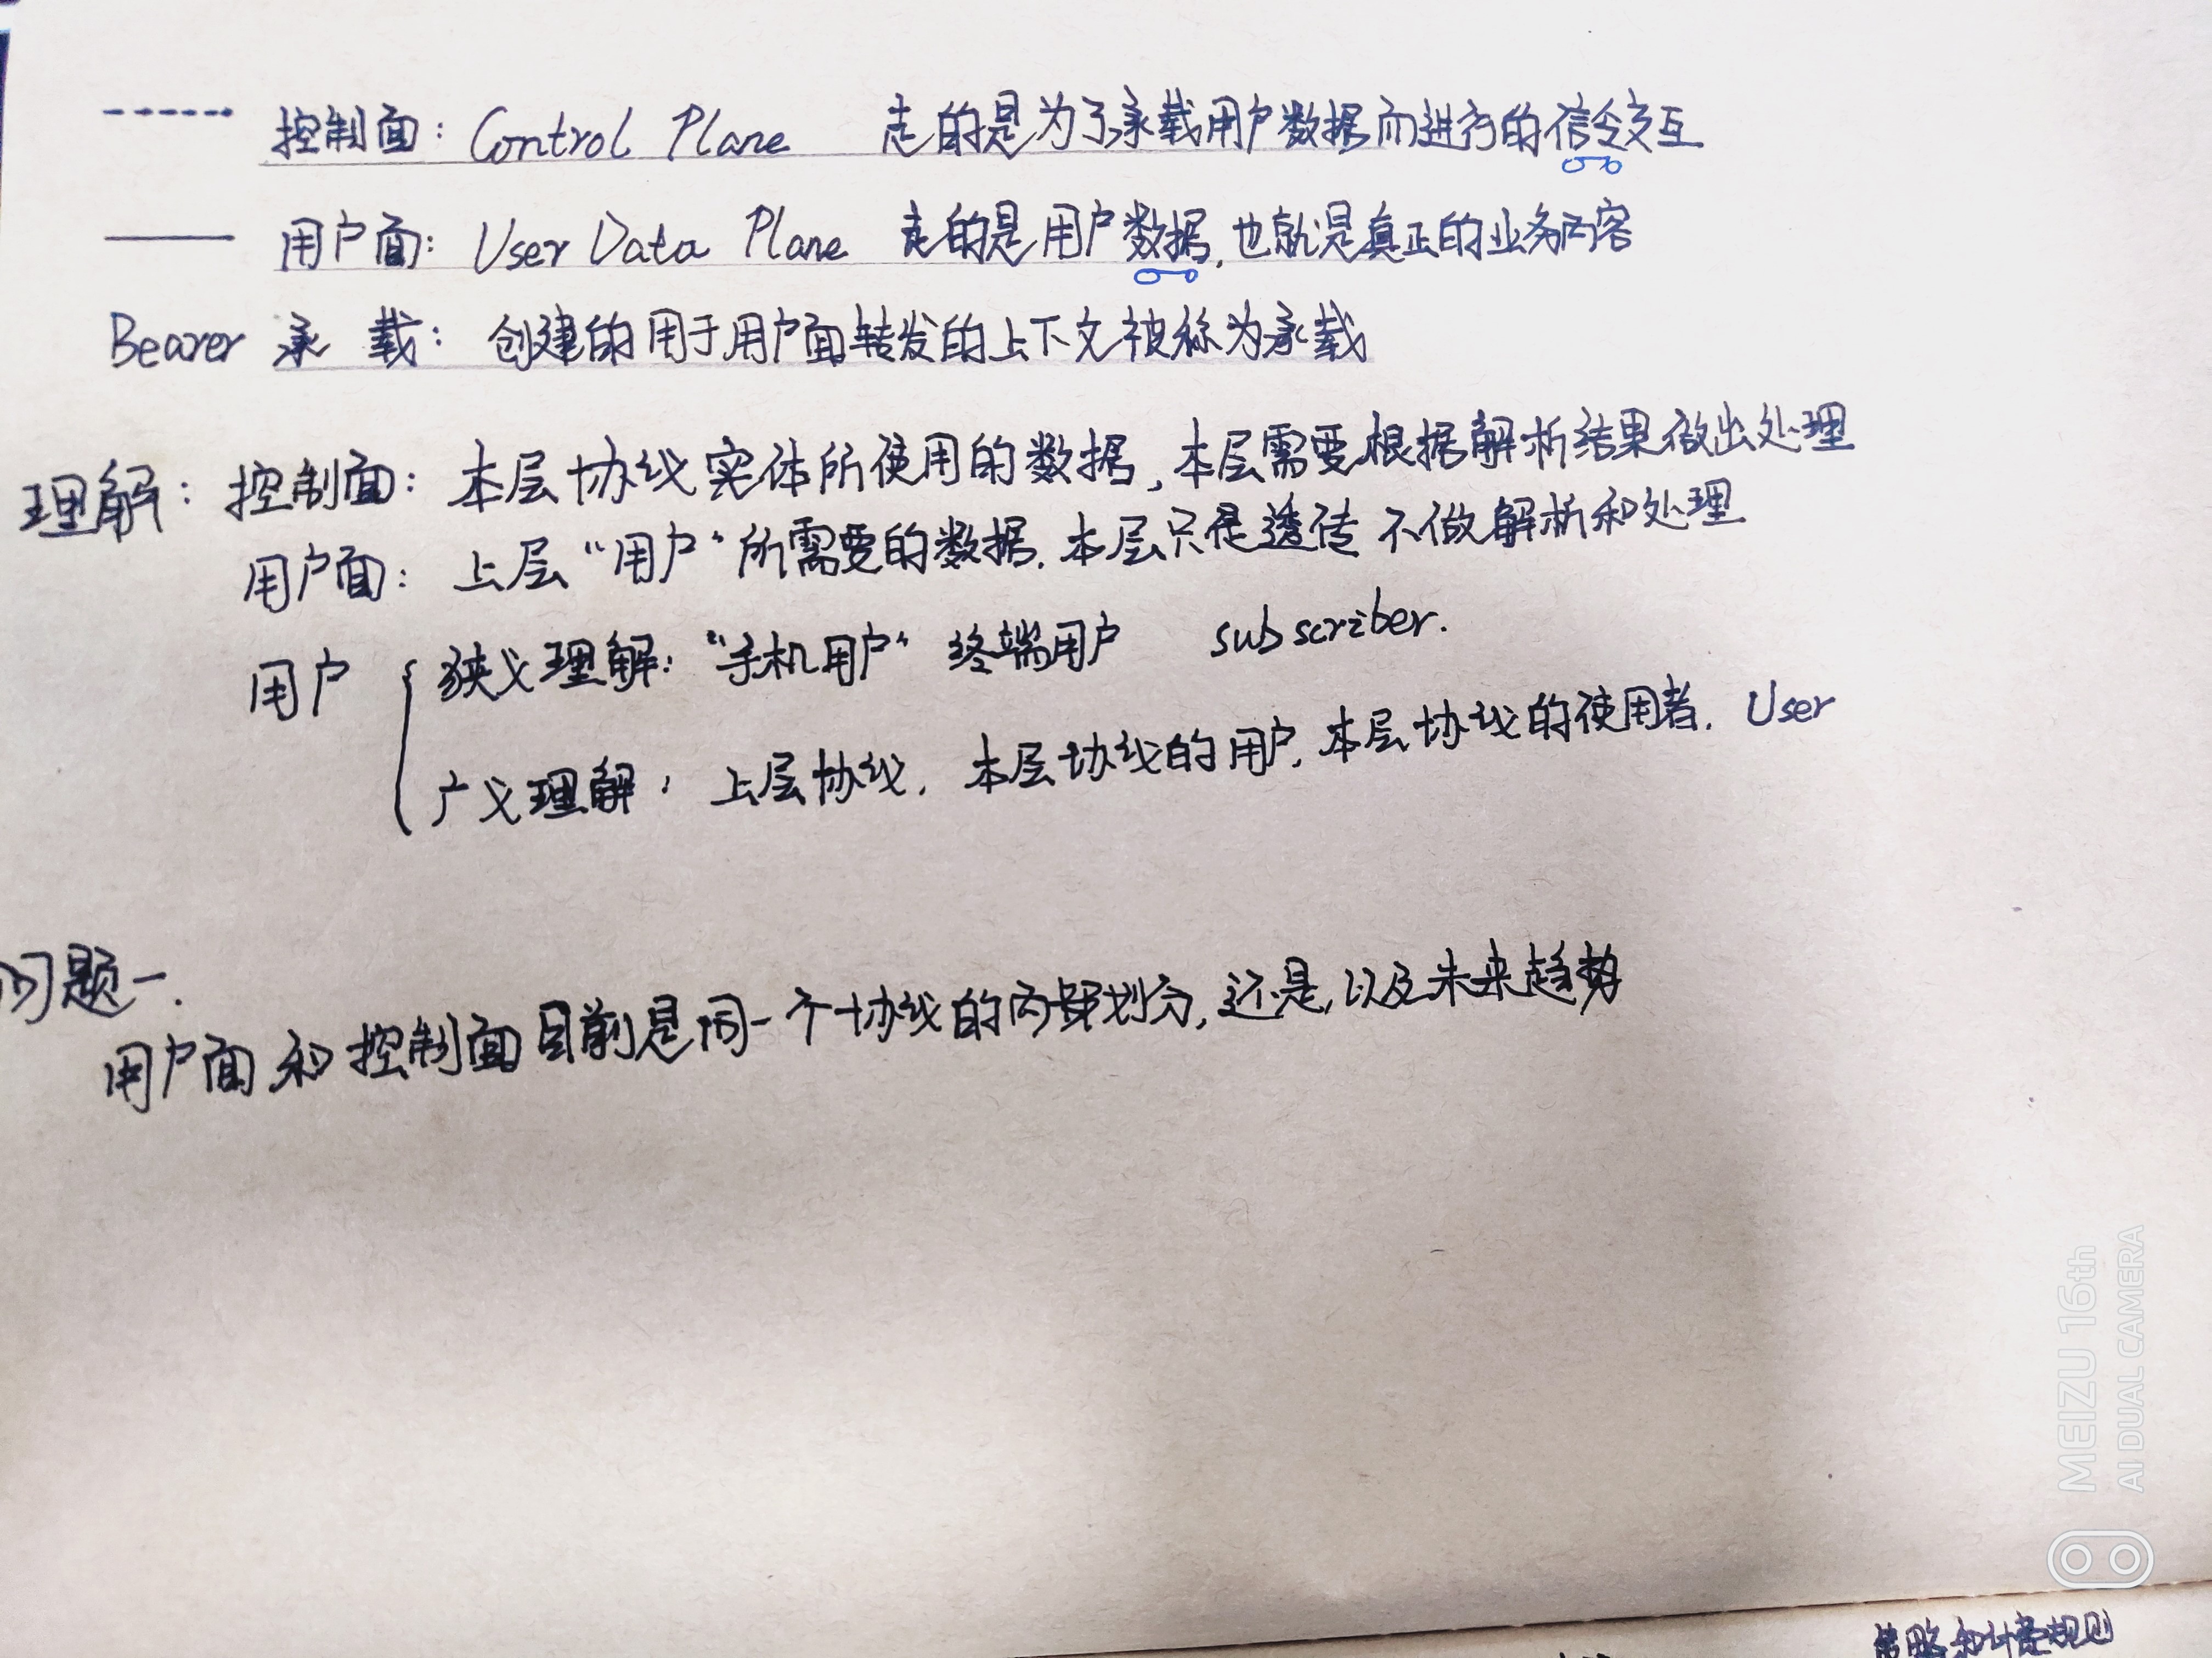 控制面: Control Plane 走的是为了承载用户数据而进行的信令交互
用户面: User Data Plane 走的是用户数据,也就是真正的业务内容
Bearer 承载: 创建的用于用户面转发的上下文被称为承载
理解: 控制面: 本层协议实体所使用的数据,本层需要根据解析结果做出处理
用户面: 上层"用户"所需要的数据.本层只是透传 不做解析和处理
用户 狭义理解: "手机用户" 终端用户 subscriber.
广义理解: 上层协议. 本层协议的用户.本层协议的使用者. User
习题一.
用户面和控制面目前是同一个协议的内部划分,还是,以及未来趋势
策略和计费规则
MEIZU 16th
AI DUAL CAMERA